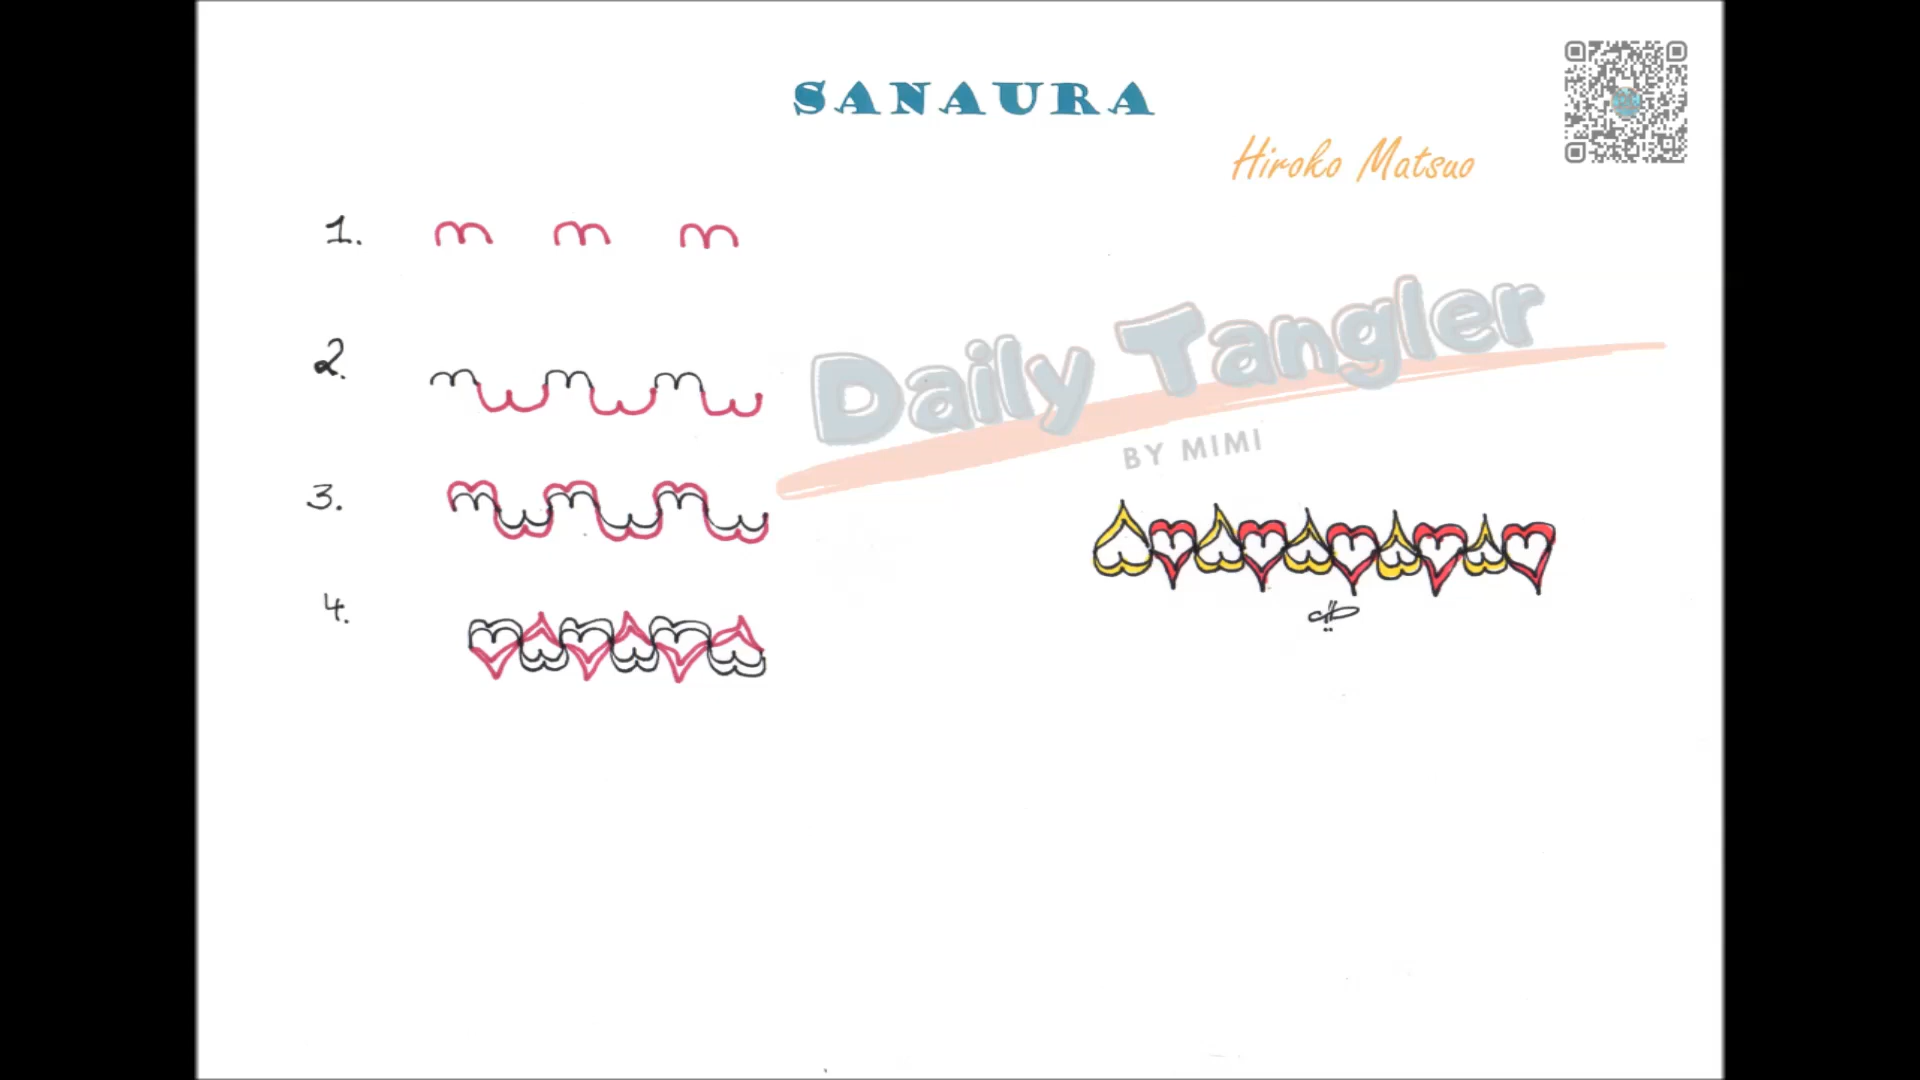 SANAURA
Hiroko Matsuo
1.
2.
3.
4.
Daily Tangler
BY MIMI